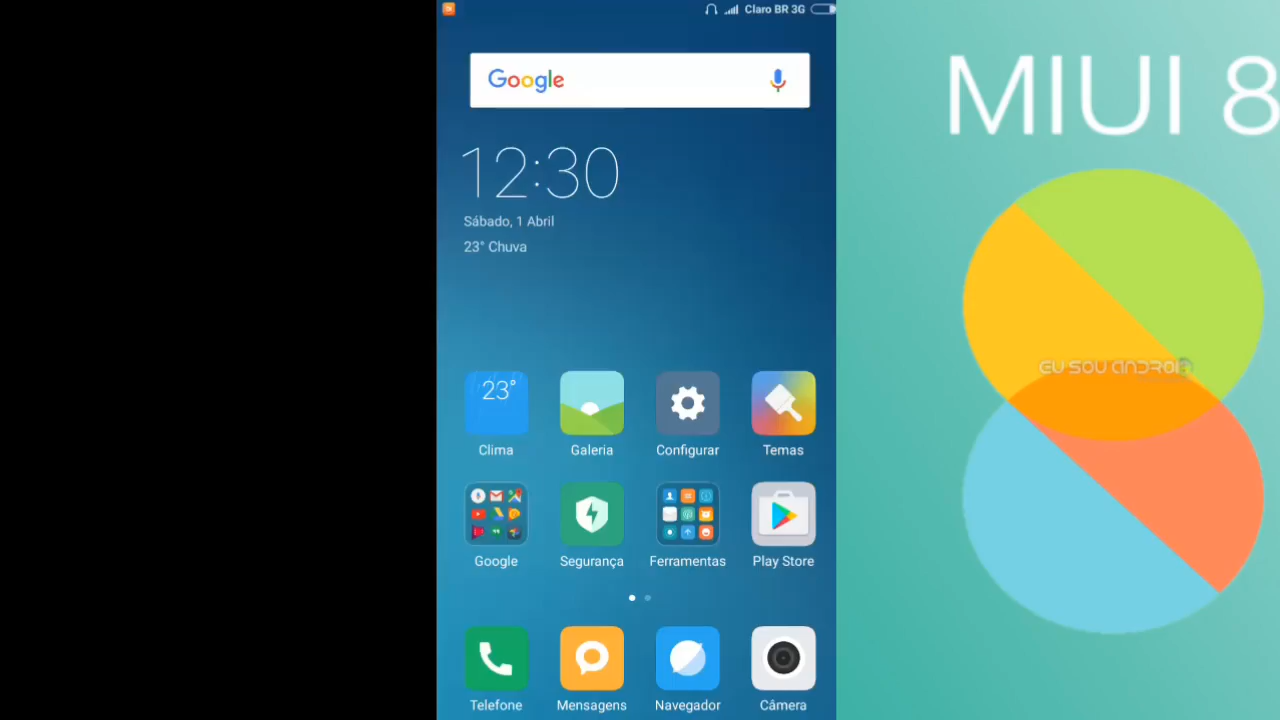 Claro BR 3G
Google
12:30
Sábado, 1 Abril
23° Chuva
23°
Clima
Galeria
Configurar
Temas
Google
Segurança
Ferramentas
Play Store
Telefone
Mensagens
Navegador
Câmera
MIUI 8
EU SOU ANDROID